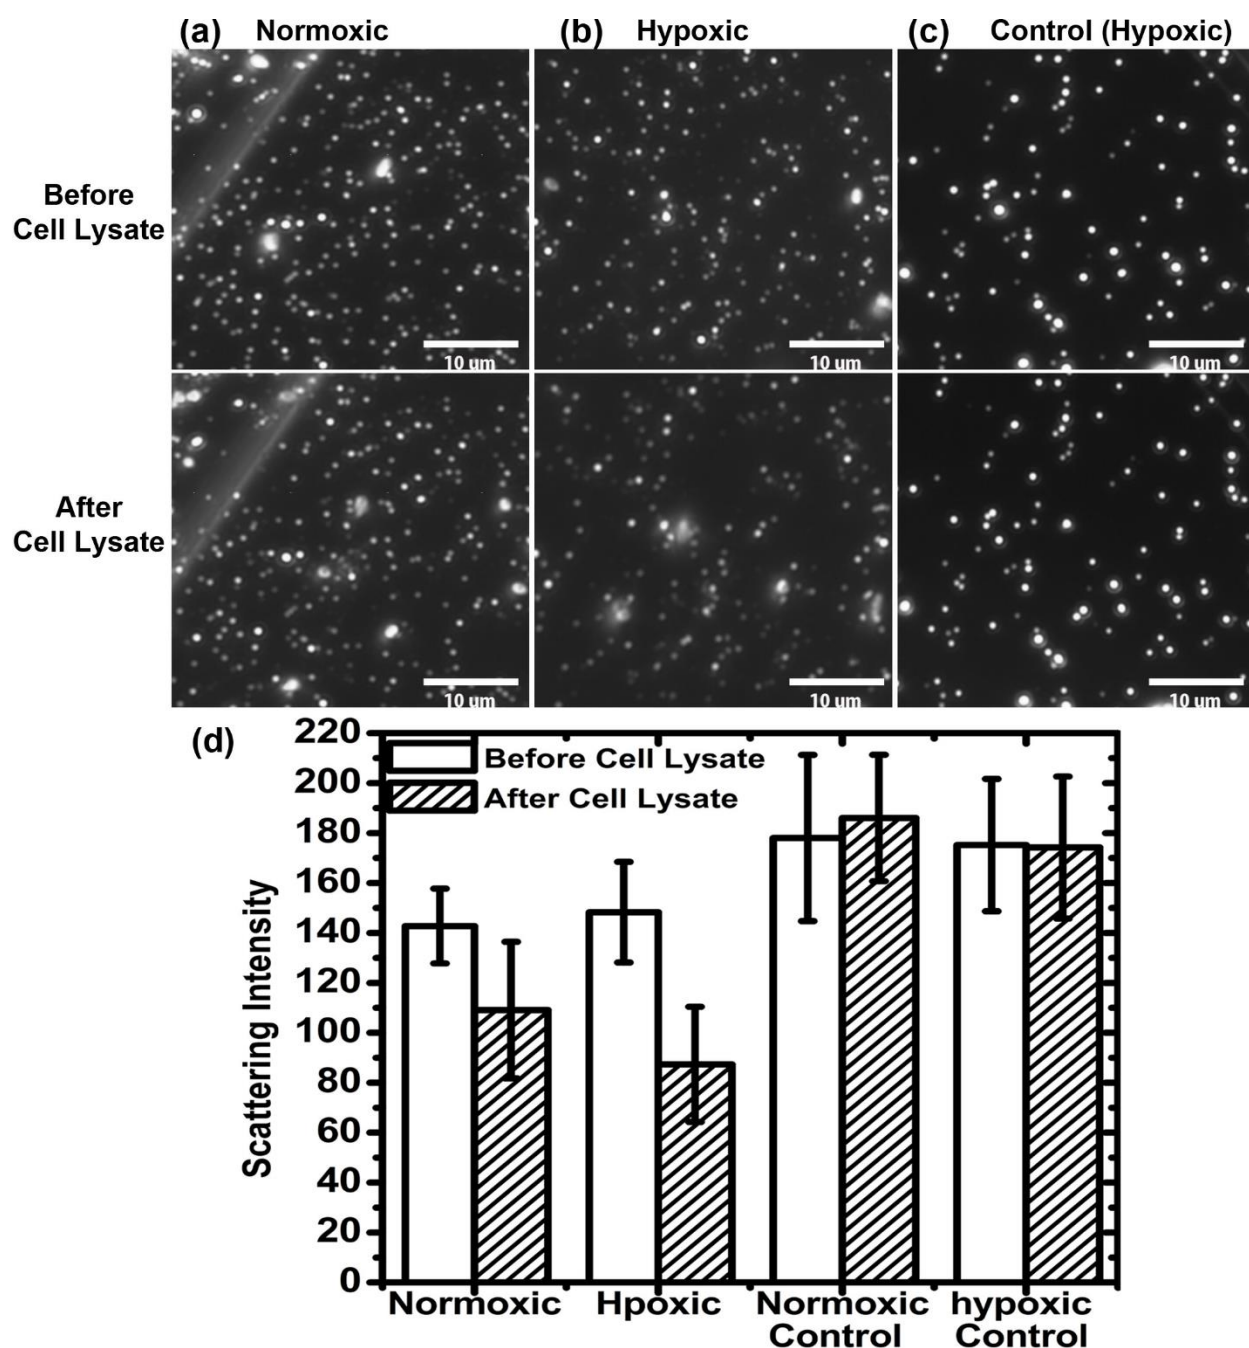 (a) Normoxic (b) Hypoxic (c) Control (Hypoxic)
Before
Cell Lysate
10 um 10 um 10 um
After
Cell Lysate
10 um 10 um 10 um
(d)
Before Cell Lysate
After Cell Lysate
Scattering Intensity
220
200
180
160
140
120
100
80
60
40
20
0
Normoxic Hpoxic Normoxic hypoxic
Control Control